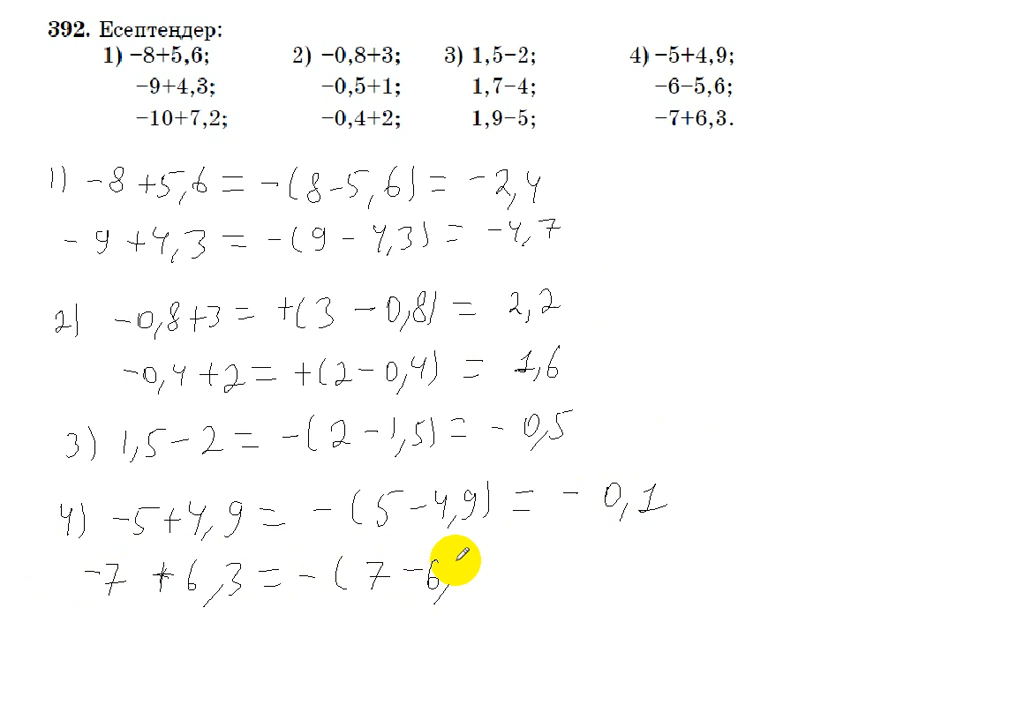 392. Есептеңдер:
1) −8+5,6; 2) −0,8+3; 3) 1,5−2; 4) −5+4,9;
−9+4,3; −0,5+1; 1,7−4; −6−5,6;
−10+7,2; −0,4+2; 1,9−5; −7+6,3.
1) −8+5,6 = −(8−5,6) = −2,4
−9+4,3 = −(9−4,3) = −4,7
2) −0,8+3 = +(3−0,8) = 2,2
−0,4+2 = +(2−0,4) = 1,6
3) 1,5−2 = −(2−1,5) = −0,5
4) −5+4,9 = −(5−4,9) = −0,1
−7+6,3 = −(7−6,